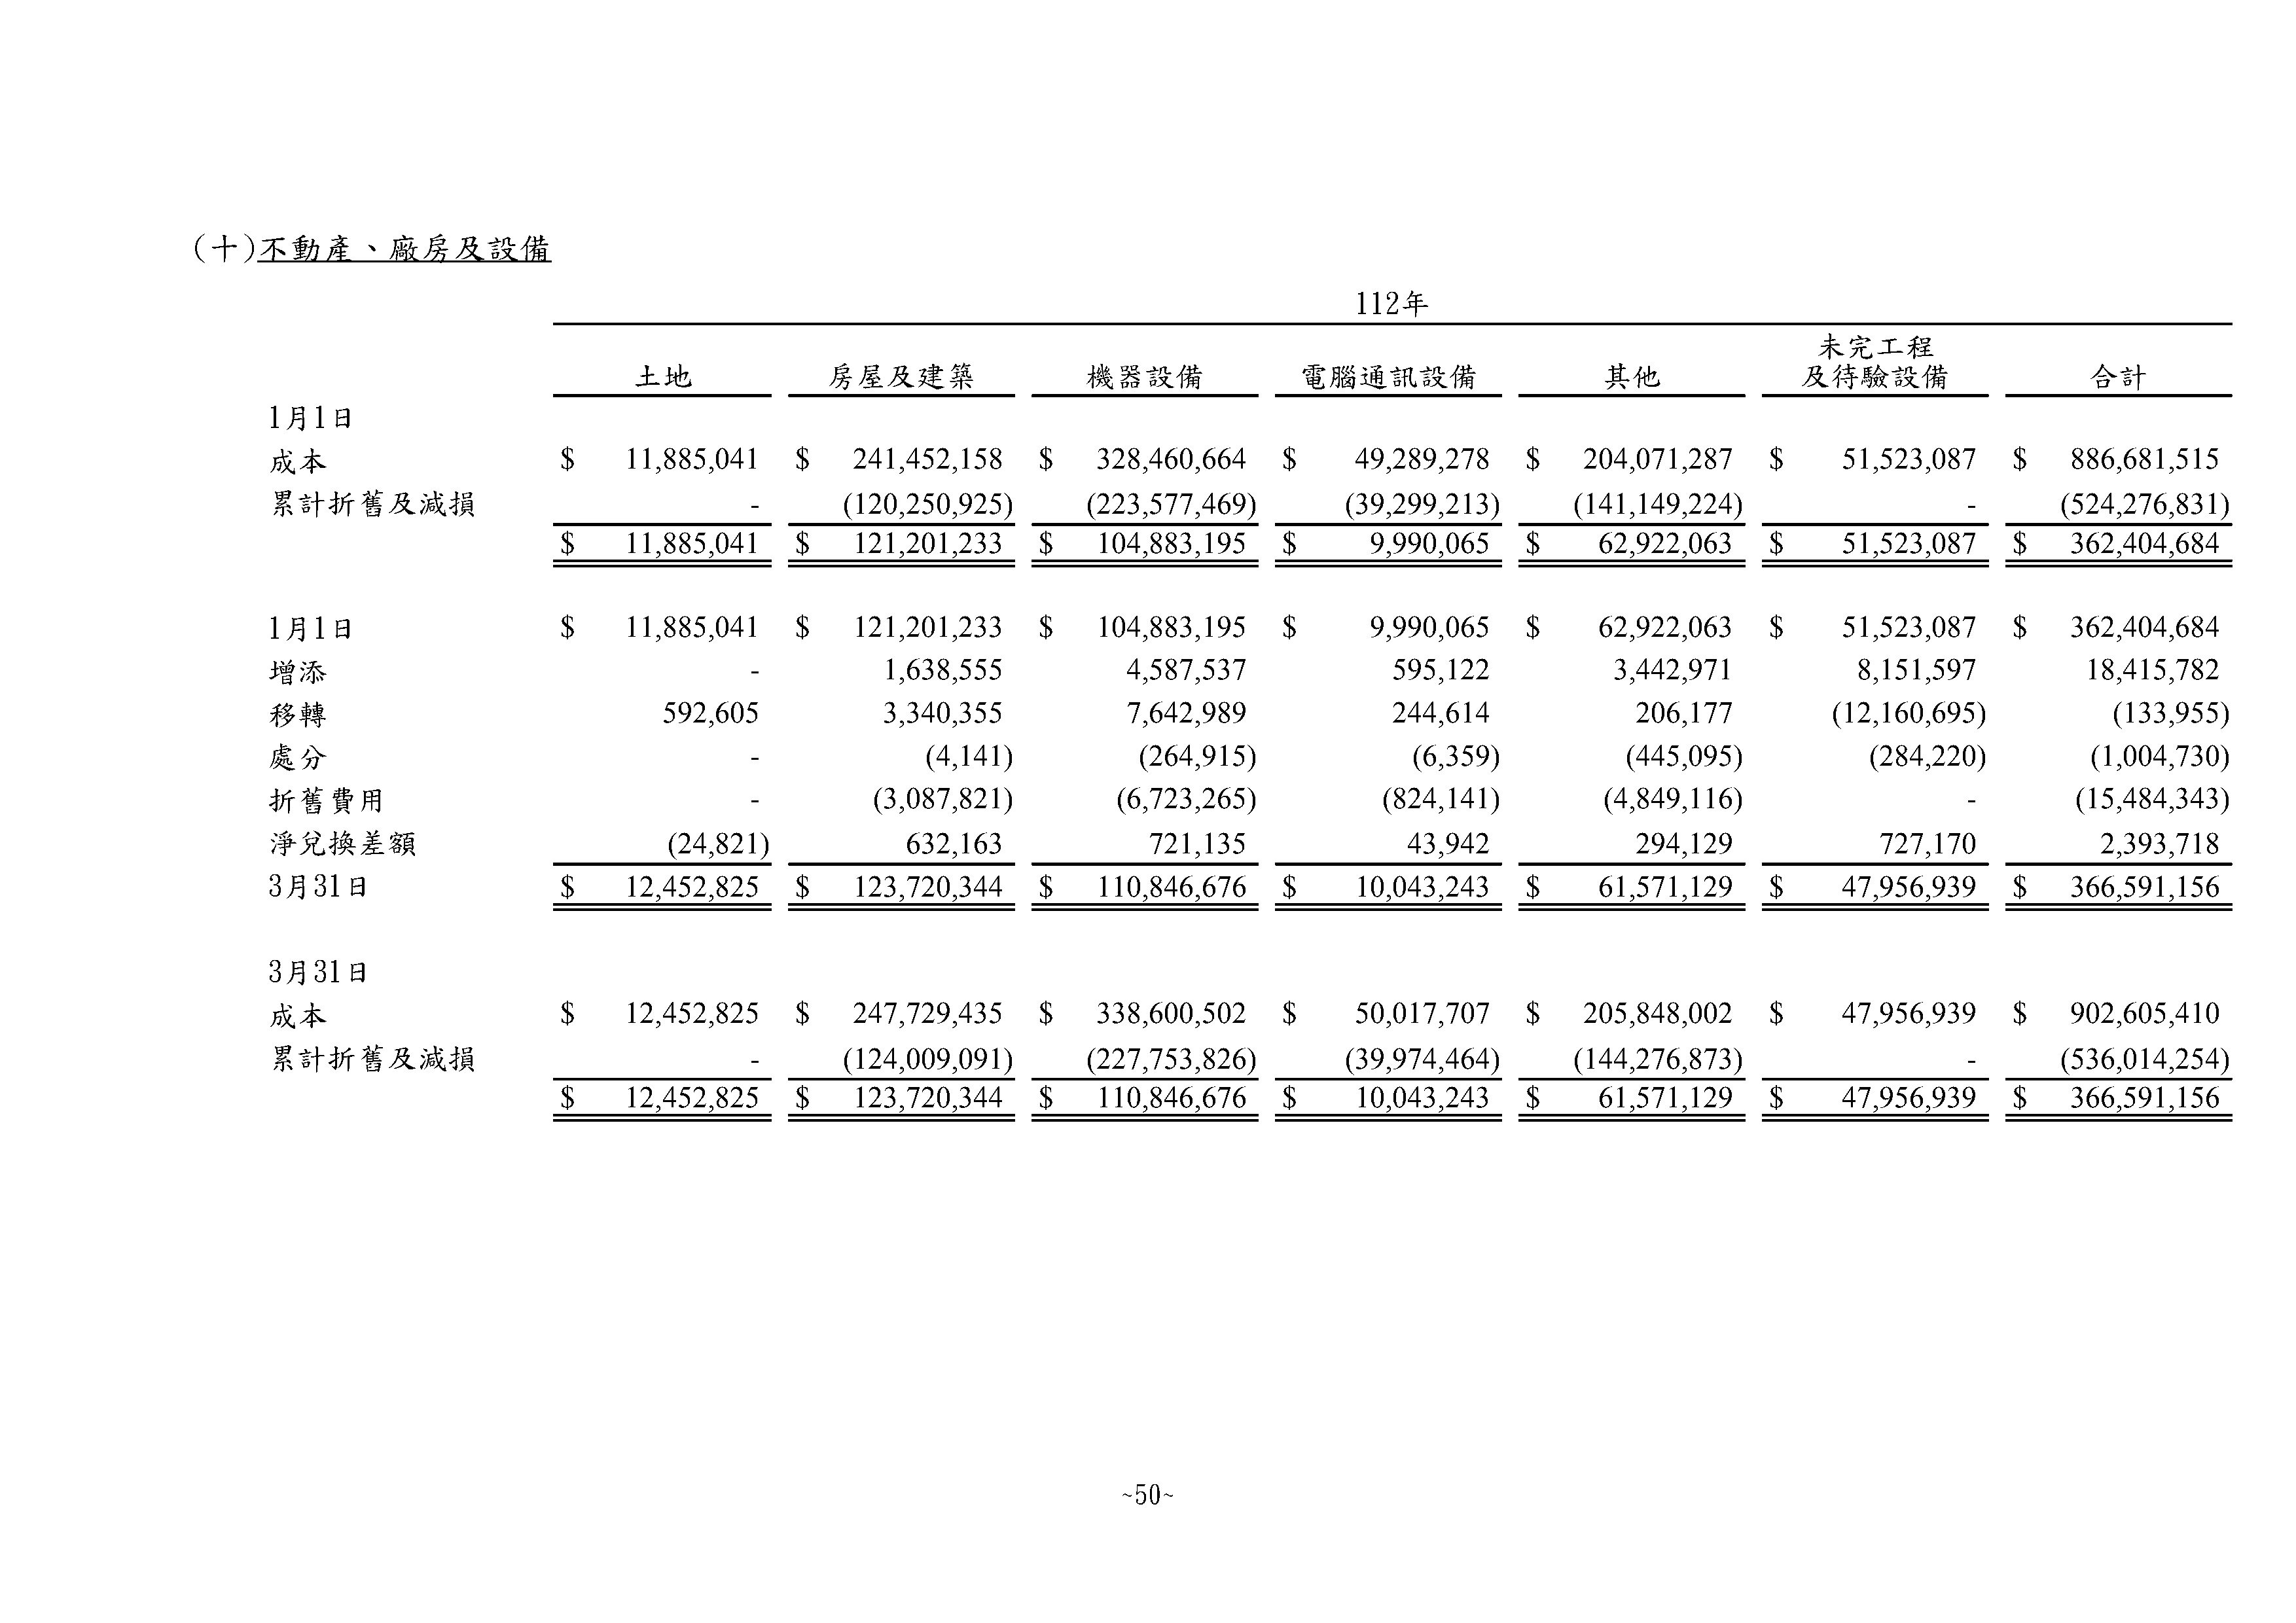 (十)不動產、廠房及設備
112年
土地 房屋及建築 機器設備 電腦通訊設備 其他 未完工程及待驗設備 合計
1月1日
成本 $ 11,885,041 $ 241,452,158 $ 328,460,664 $ 49,289,278 $ 204,071,287 $ 51,523,087 $ 886,681,515
累計折舊及減損 - (120,250,925) (223,577,469) (39,299,213) (141,149,224) - (524,276,831)
$ 11,885,041 $ 121,201,233 $ 104,883,195 $ 9,990,065 $ 62,922,063 $ 51,523,087 $ 362,404,684
1月1日 $ 11,885,041 $ 121,201,233 $ 104,883,195 $ 9,990,065 $ 62,922,063 $ 51,523,087 $ 362,404,684
增添 - 1,638,555 4,587,537 595,122 3,442,971 8,151,597 18,415,782
移轉 592,605 3,340,355 7,642,989 244,614 206,177 (12,160,695) (133,955)
處分 - (4,141) (264,915) (6,359) (445,095) (284,220) (1,004,730)
折舊費用 - (3,087,821) (6,723,265) (824,141) (4,849,116) - (15,484,343)
淨兌換差額 (24,821) 632,163 721,135 43,942 294,129 727,170 2,393,718
3月31日 $ 12,452,825 $ 123,720,344 $ 110,846,676 $ 10,043,243 $ 61,571,129 $ 47,956,939 $ 366,591,156
3月31日
成本 $ 12,452,825 $ 247,729,435 $ 338,600,502 $ 50,017,707 $ 205,848,002 $ 47,956,939 $ 902,605,410
累計折舊及減損 - (124,009,091) (227,753,826) (39,974,464) (144,276,873) - (536,014,254)
$ 12,452,825 $ 123,720,344 $ 110,846,676 $ 10,043,243 $ 61,571,129 $ 47,956,939 $ 366,591,156
~50~